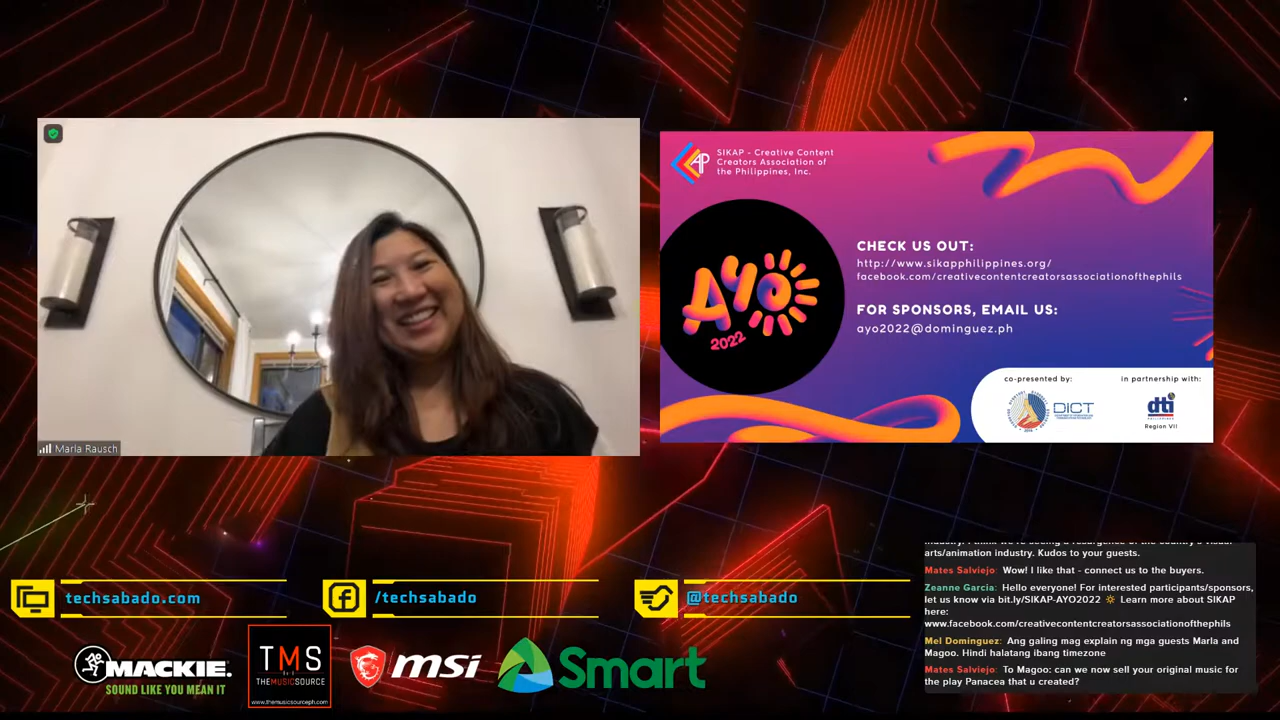 Marla Rausch
AP
SIKAP - Creative Content
Creators Association of
the Philippines, Inc.
AYO
2022
CHECK US OUT:
http://www.sikapphilippines.org/
facebook.com/creativecontentcreatorsassociationofthephils
FOR SPONSORS, EMAIL US:
ayo2022@dominguez.ph
co-presented by:
in partnership with:
DICT
dti
PHILIPPINES
Region VII
arts/animation industry. Kudos to your guests.
Mates Salviejo: Wow! I like that - connect us to the buyers.
Zeanne Garcia: Hello everyone! For interested participants/sponsors,
let us know via bit.ly/SIKAP-AYO2022 🔅 Learn more about SIKAP
here:
www.facebook.com/creativecontentcreatorsassociationofthephils
Mel Dominguez: Ang galing mag explain ng mga guests Marla and
Magoo. Hindi halatang ibang timezone
Mates Salviejo: To Magoo: can we now sell your original music for
the play Panacea that u created?
techsabado.com
/techsabado
@techsabado
MACKIE.
SOUND LIKE YOU MEAN IT
TMS
THEMUSICSOURCE
www.themusicsourceph.com
msi
Smart